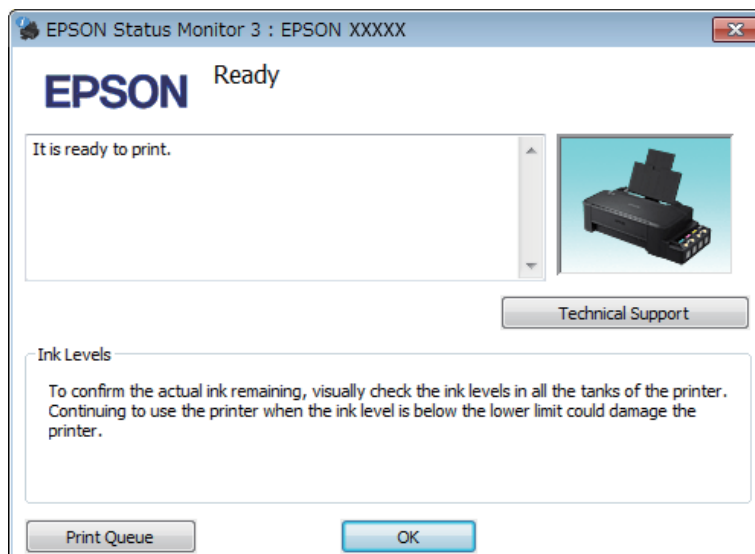 EPSON Status Monitor 3 : EPSON XXXXX
EPSON
Ready
It is ready to print.
Technical Support
Ink Levels
To confirm the actual ink remaining, visually check the ink levels in all the tanks of the printer.
Continuing to use the printer when the ink level is below the lower limit could damage the
printer.
Print Queue
OK